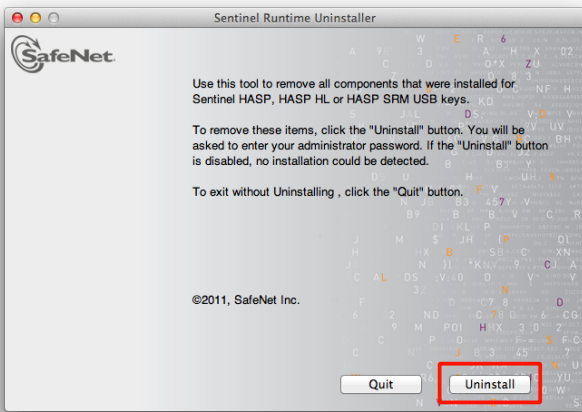 Sentinel Runtime Uninstaller
SafeNet.
Use this tool to remove all components that were installed for
Sentinel HASP, HASP HL or HASP SRM USB keys.
To remove these items, click the "Uninstall" button. You will be
asked to enter your administrator password. If the "Uninstall" button
is disabled, no installation could be detected.
To exit without Uninstalling , click the "Quit" button.
©2011, SafeNet Inc.
Quit
Uninstall